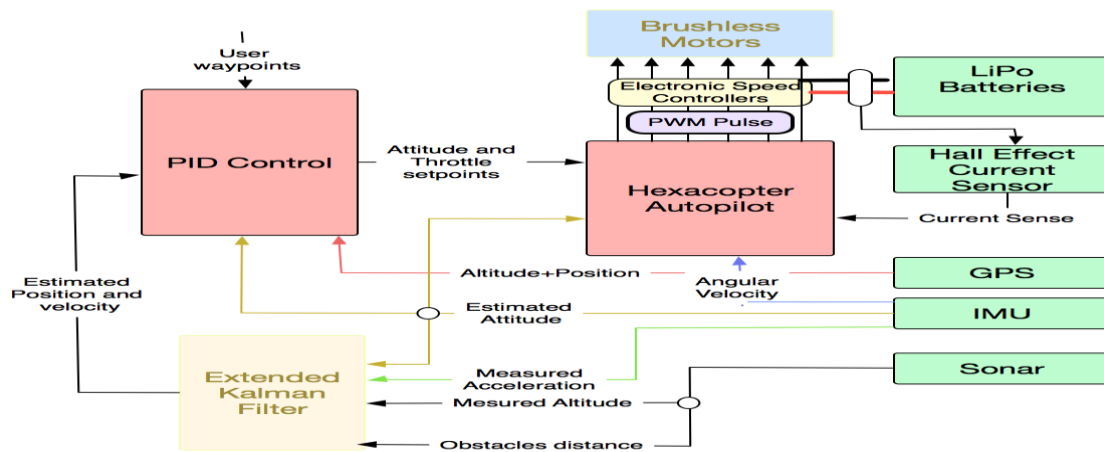 Brushless
Motors
User
waypoints
Electronic Speed
Controllers
LiPo
Batteries
PWM Pulse
PID Control
Attitude and
Throttle
setpoints
Hexacopter
Autopilot
Hall Effect
Current
Sensor
Current Sense
Estimated
Position and
velocity
Altitude+Position
Angular
Velocity
GPS
Estimated
Attitude
IMU
Extended
Kalman
Filter
Measured
Acceleration
Mesured Altitude
Sonar
Obstacles distance